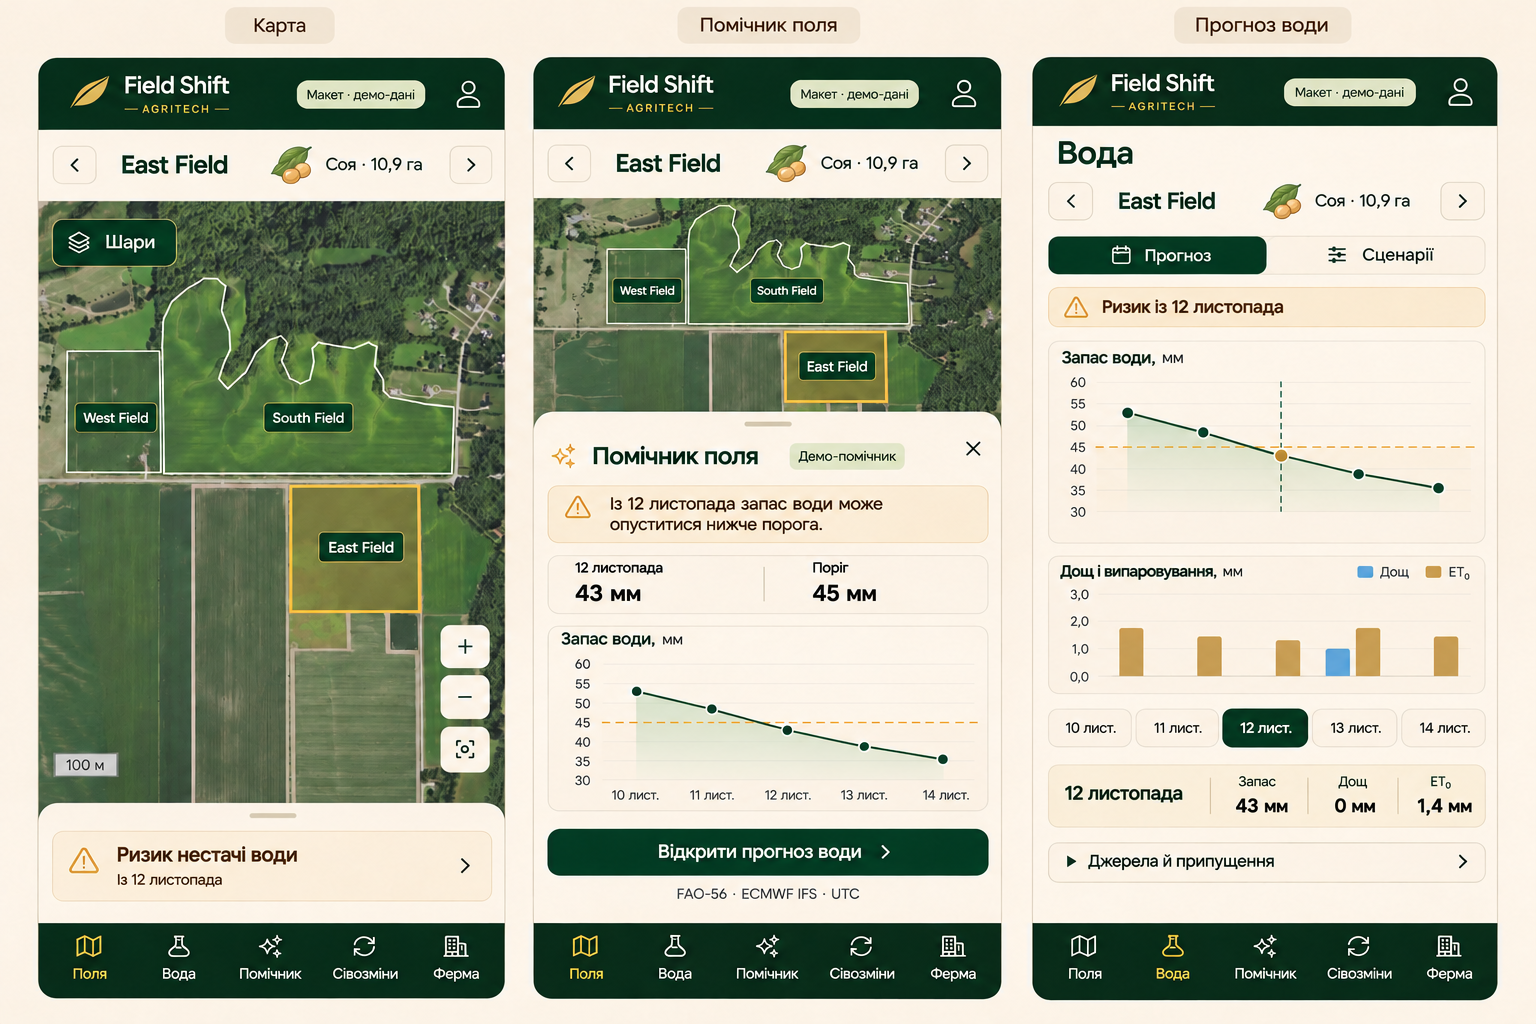 Карта
Field Shift
AGRITECH
Макет · демо-дані
East Field
Соя · 10,9 га
Шари
West Field
South Field
East Field
100 м
Ризик нестачі води
Із 12 листопада
Поля
Вода
Помічник
Сівозміни
Ферма
Помічник поля
Field Shift
AGRITECH
Макет · демо-дані
East Field
Соя · 10,9 га
West Field
South Field
East Field
Помічник поля
Демо-помічник
Із 12 листопада запас води може
опуститися нижче порога.
12 листопада
43 мм
Поріг
45 мм
Запас води, мм
60
55
50
45
40
35
30
10 лист.
11 лист.
12 лист.
13 лист.
14 лист.
Відкрити прогноз води
FAO-56 · ECMWF IFS · UTC
Поля
Вода
Помічник
Сівозміни
Ферма
Прогноз води
Field Shift
AGRITECH
Макет · демо-дані
Вода
East Field
Соя · 10,9 га
Прогноз
Сценарії
Ризик із 12 листопада
Запас води, мм
60
55
50
45
40
35
30
Дощ і випаровування, мм
Дощ
ET₀
3,0
2,0
1,0
0,0
10 лист.
11 лист.
12 лист.
13 лист.
14 лист.
12 листопада
Запас
43 мм
Дощ
0 мм
ET₀
1,4 мм
Джерела й припущення
Поля
Вода
Помічник
Сівозміни
Ферма